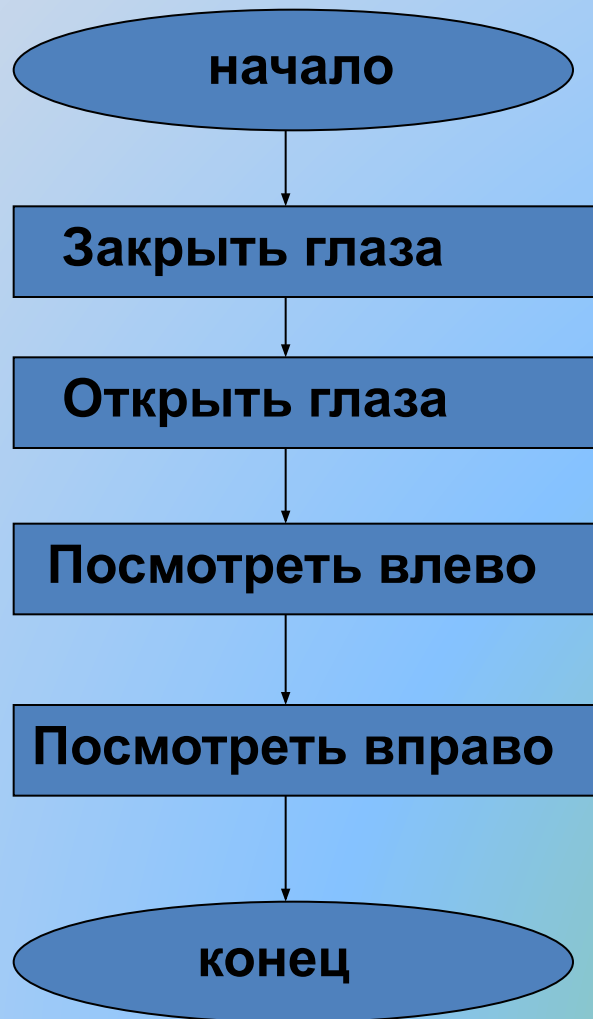 начало
Закрыть глаза
Открыть глаза
Посмотреть влево
Посмотреть вправо
конец